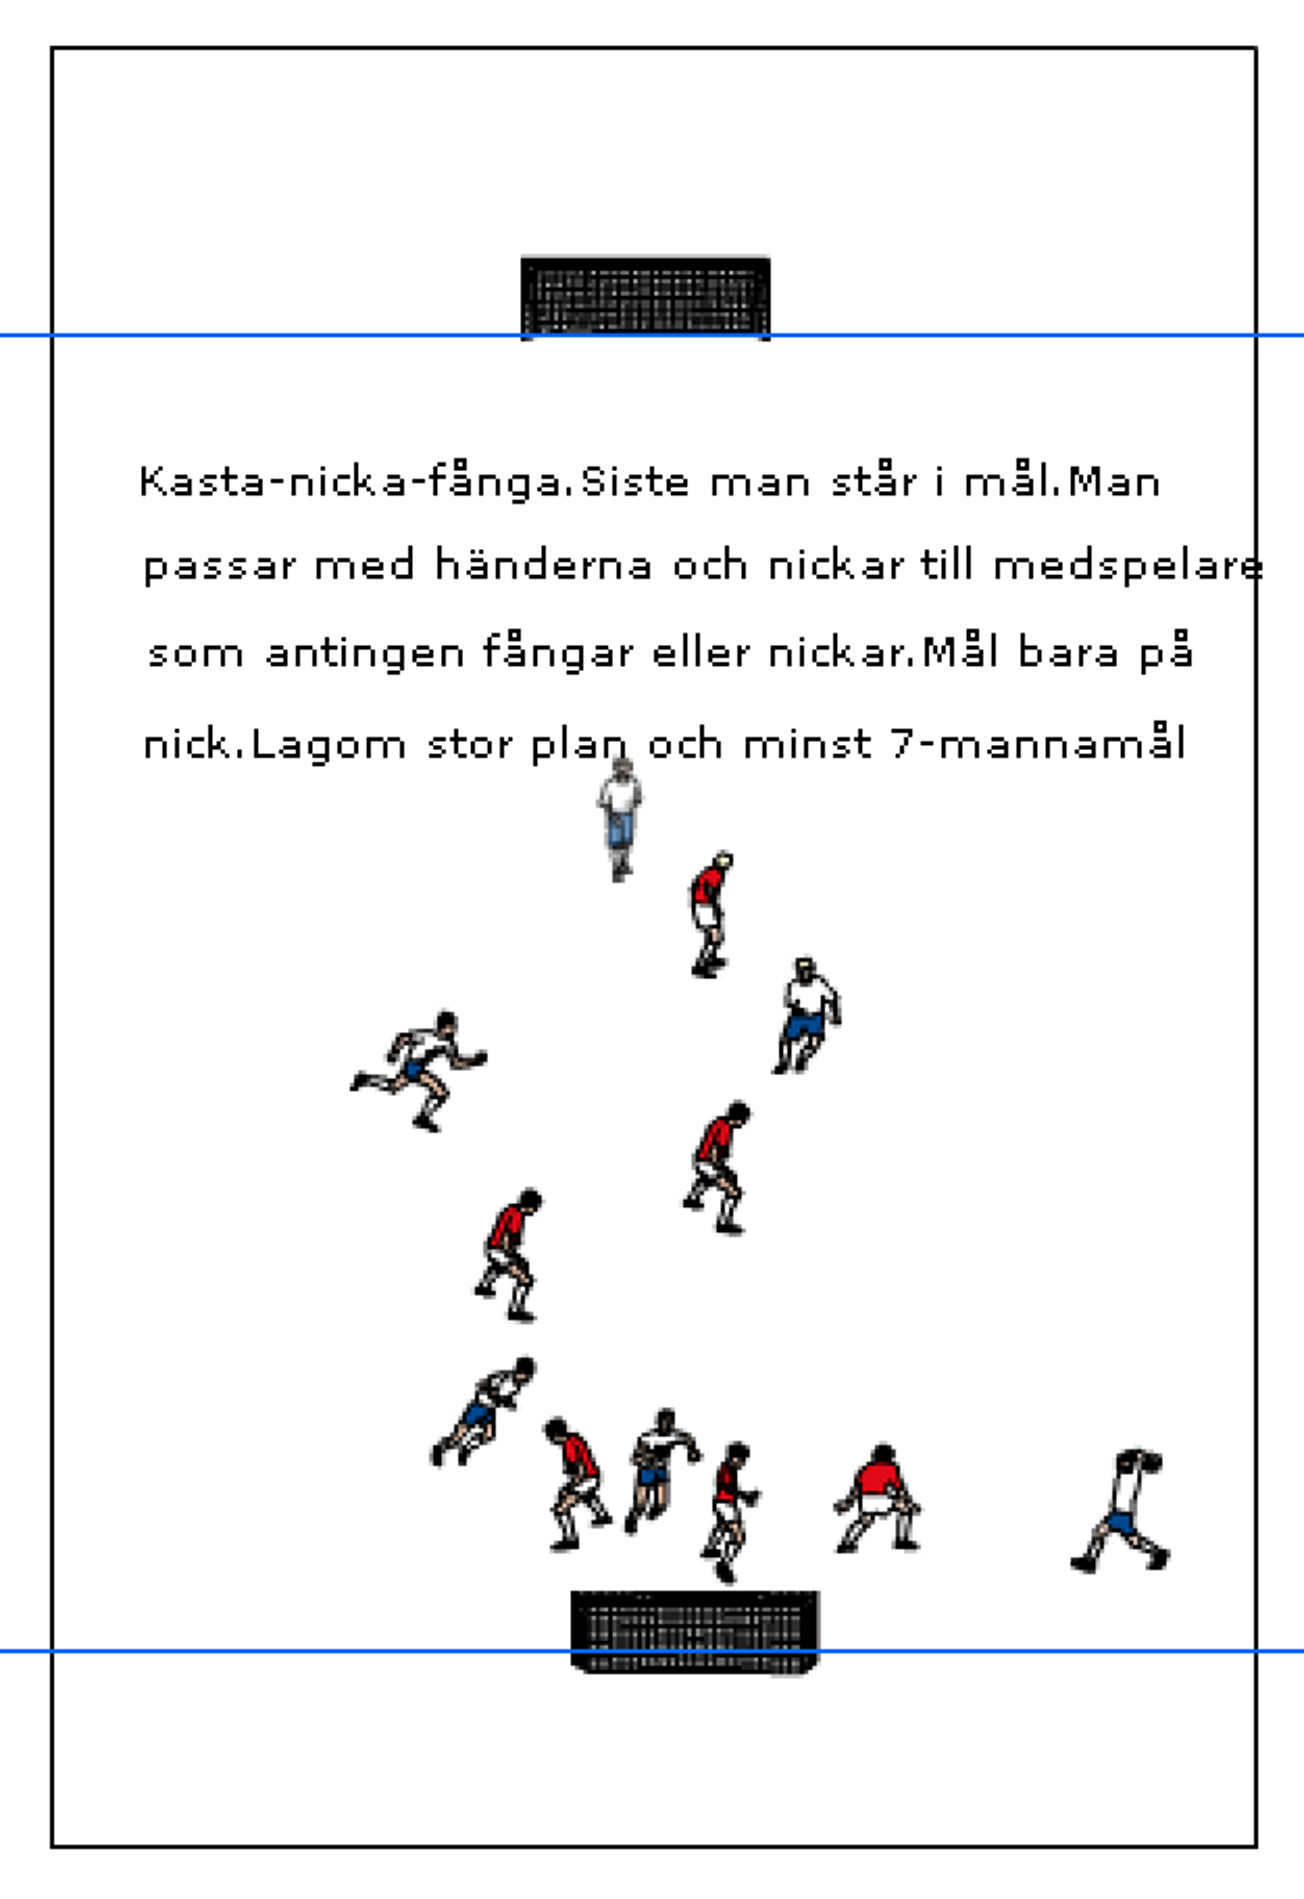 Kasta-nicka-fånga.Siste man står i mål.Man
passar med händerna och nickar till medspelare
som antingen fångar eller nickar.Mål bara på
nick.Lagom stor plan och minst 7-mannamål